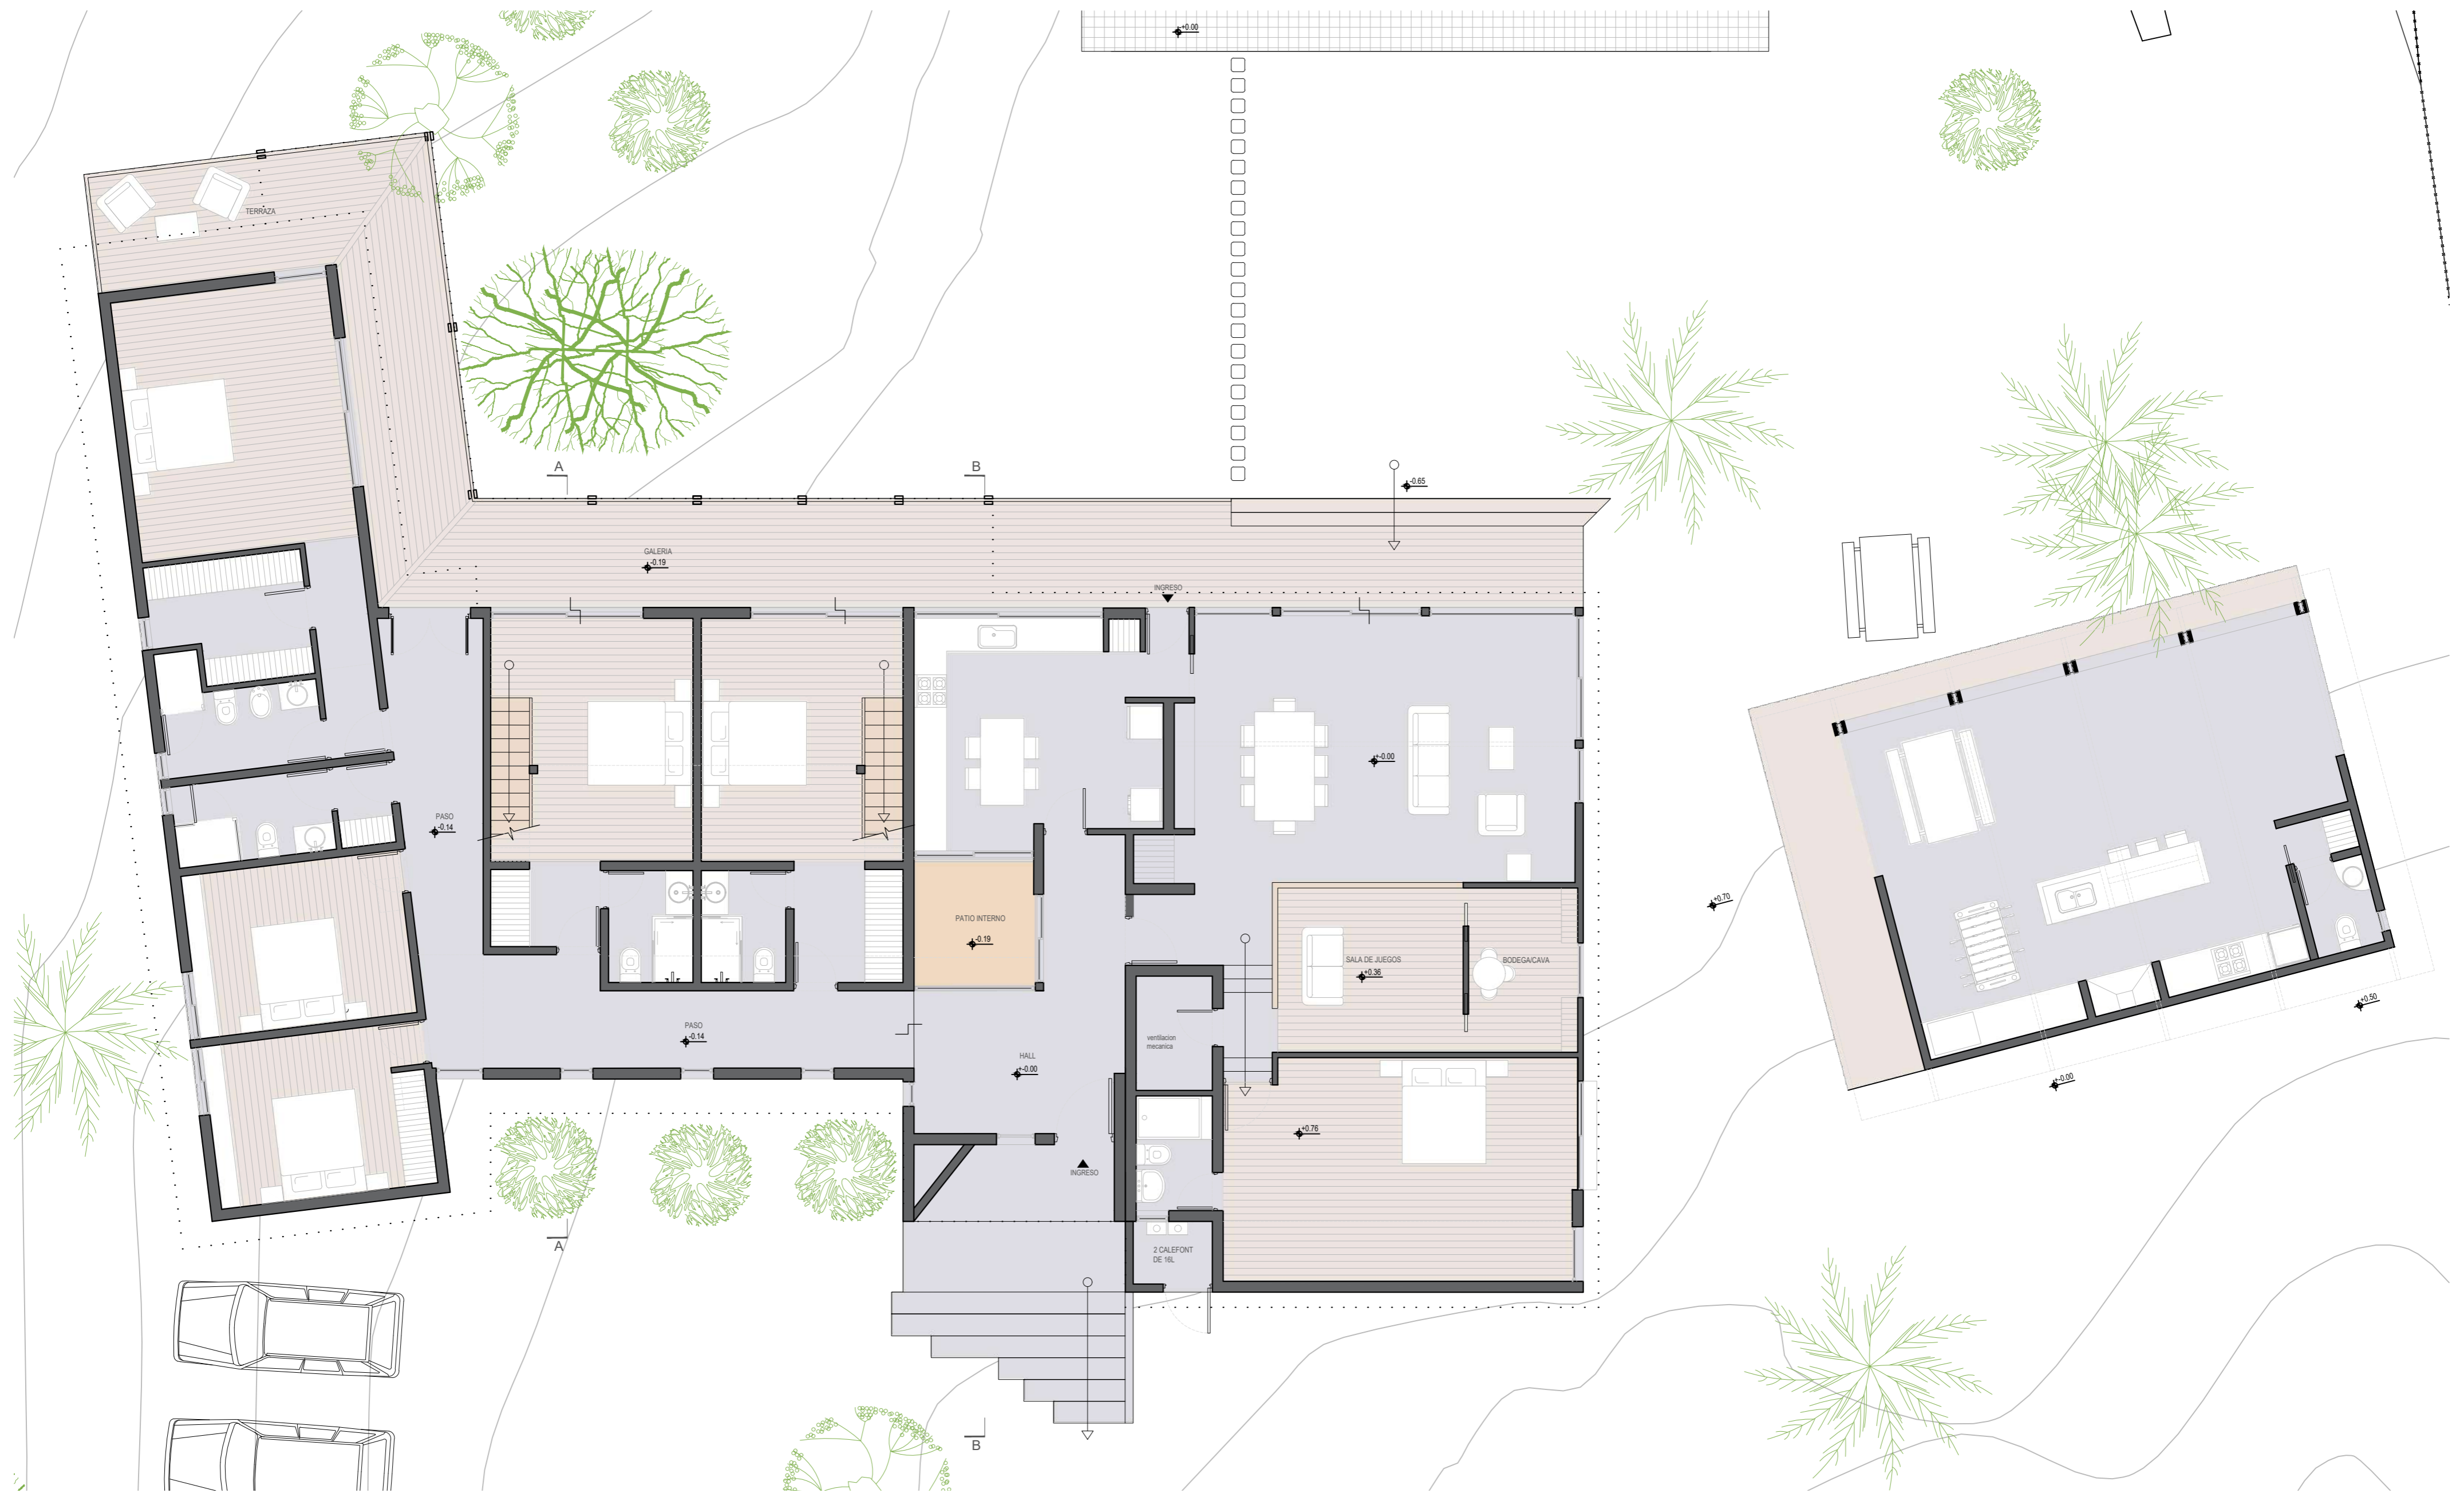 +0.00
TERRAZA
A
B
-0.65
GALERIA
-0.19
INGRESO
+-0.00
PASO
-0.14
+0.70
PATIO INTERNO
-0.19
SALA DE JUEGOS
+0.36
BODEGA/CAVA
+0.50
PASO
-0.14
ventilacion
mecanica
HALL
+-0.00
+-0.00
+0.76
INGRESO
A
2 CALEFONT
DE 16L
B